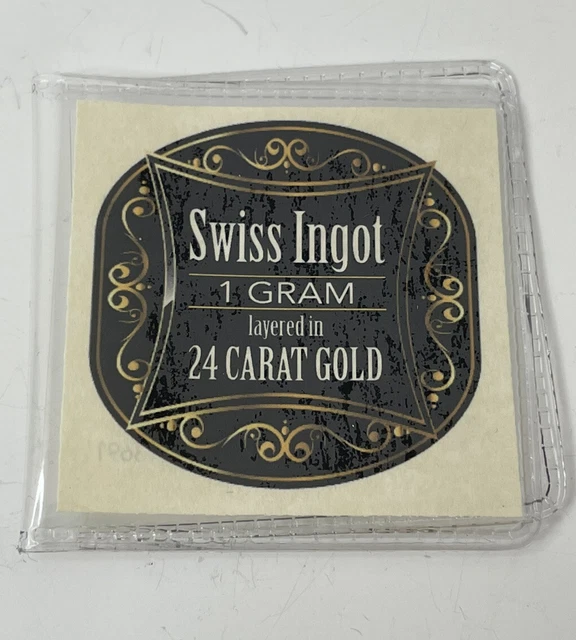 Swiss Ingot
1 GRAM
layered in
24 CARAT GOLD